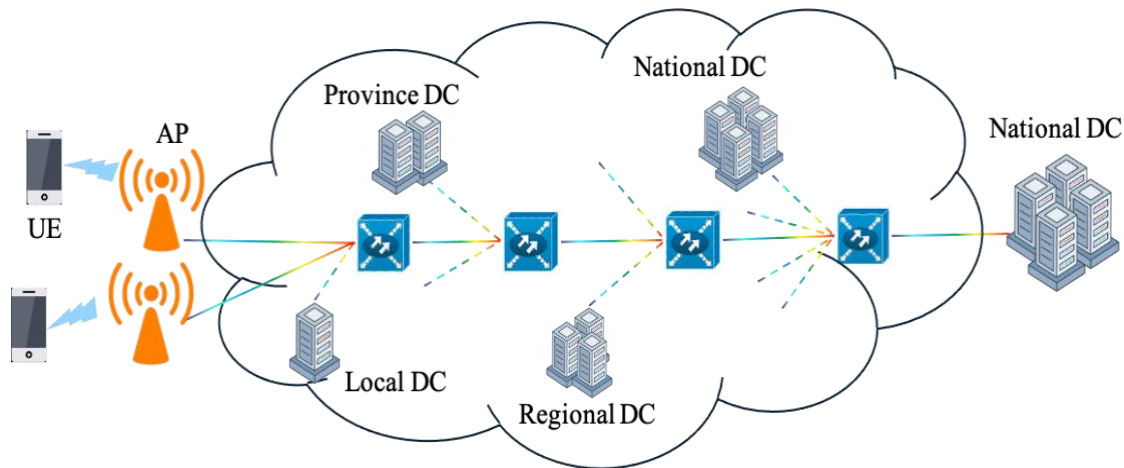 National DC
Province DC
National DC
AP
UE
Local DC
Regional DC